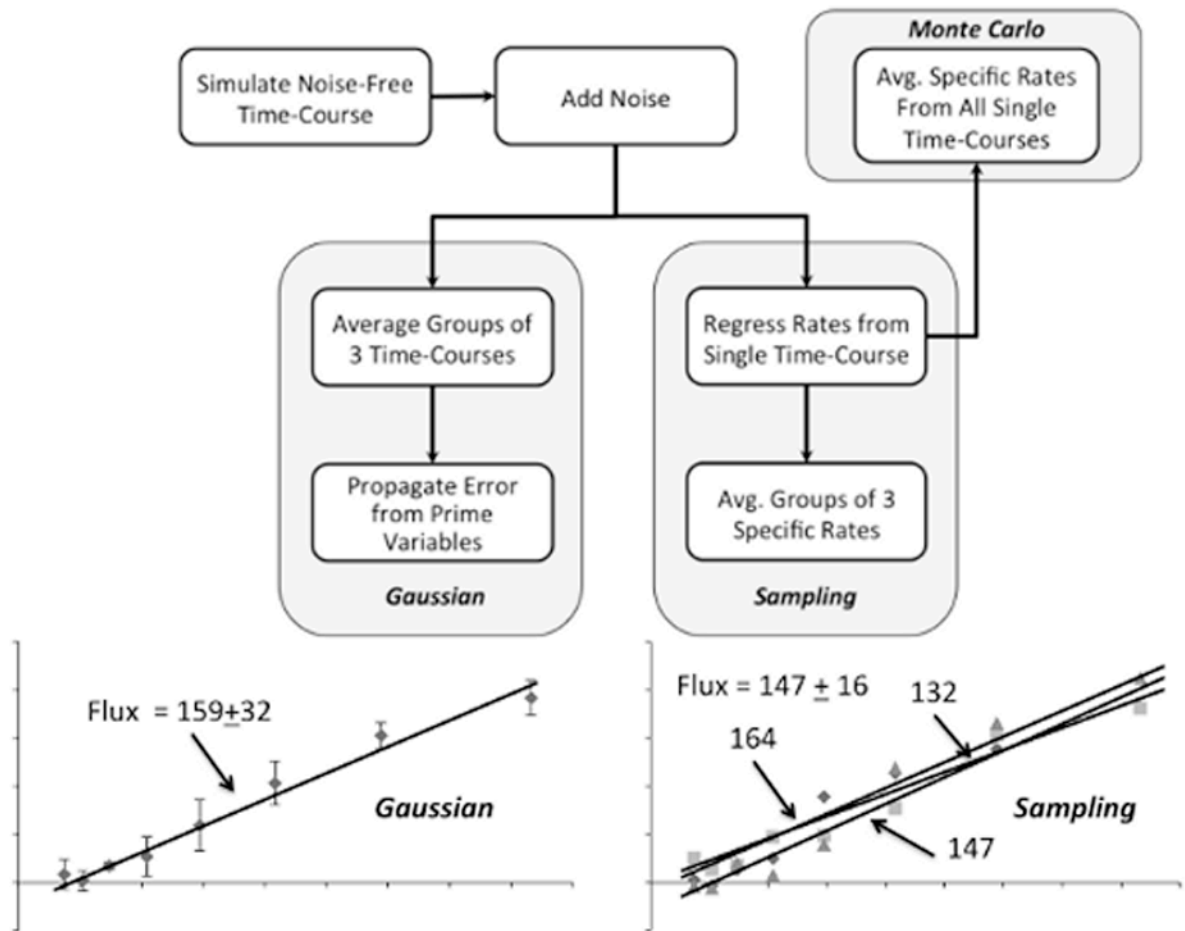 Monte Carlo
Simulate Noise-Free
Time-Course
Add Noise
Avg. Specific Rates
From All Single
Time-Courses
Average Groups of
3 Time-Courses
Regress Rates from
Single Time-Course
Propagate Error
from Prime
Variables
Avg. Groups of 3
Specific Rates
Gaussian
Sampling
Flux = 159±32
Gaussian
Flux = 147 ± 16
132
164
Sampling
147